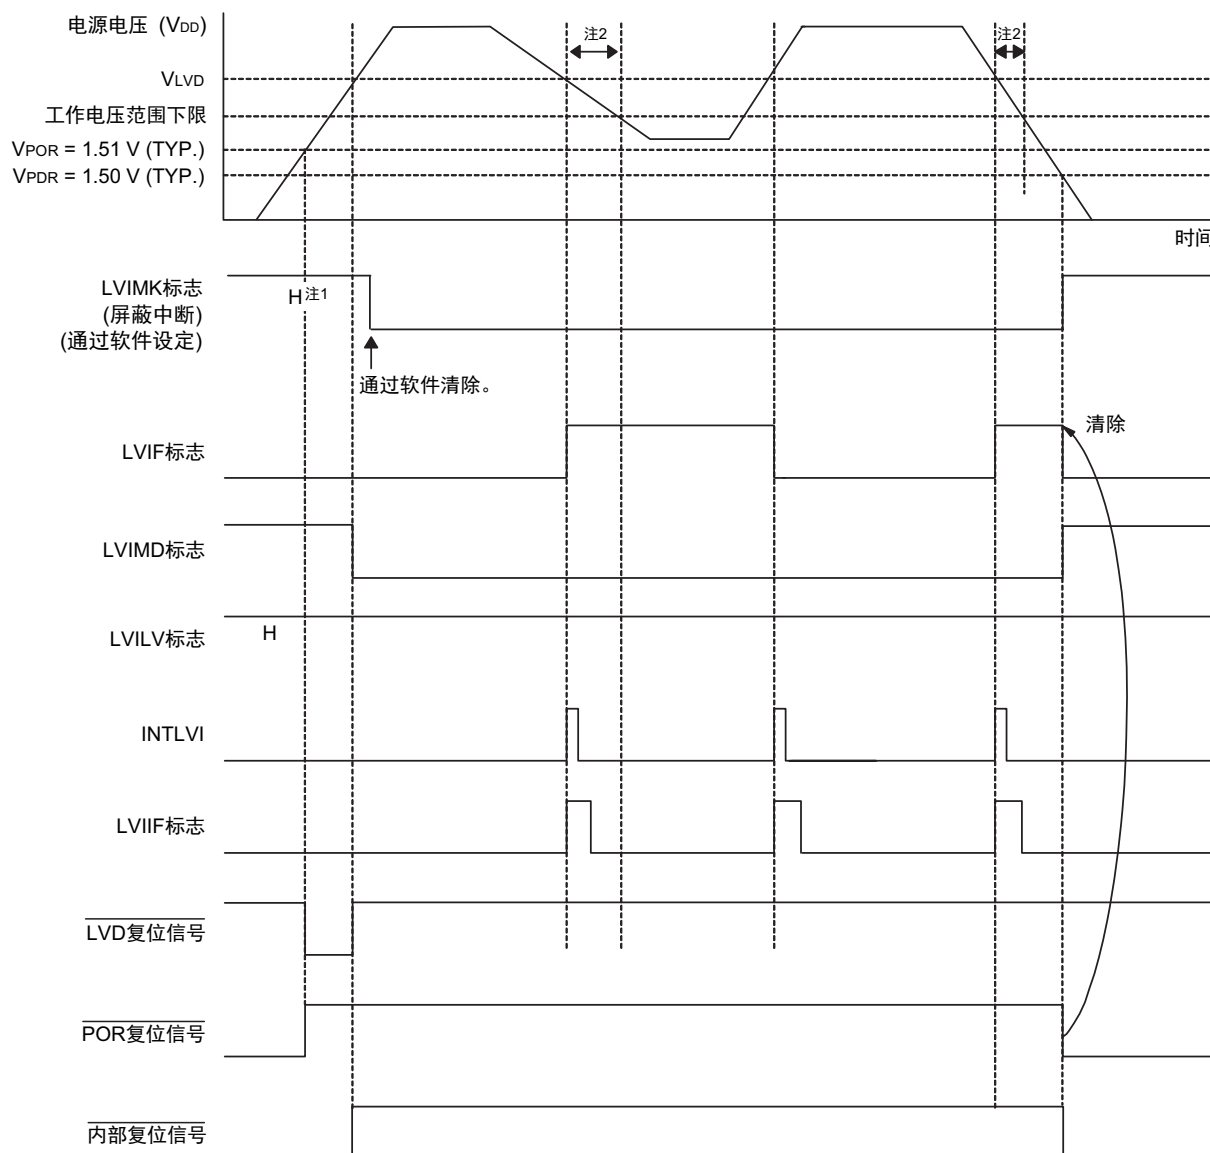 电源电压 (VDD)
注2
注2
VLVD
工作电压范围下限
VPOR = 1.51 V (TYP.)
VPDR = 1.50 V (TYP.)
时间
LVIMK标志
(屏蔽中断)
(通过软件设定)
H注1
通过软件清除。
LVIF标志
清除
LVIMD标志
LVILV标志
H
INTLVI
LVIIF标志
LVD复位信号
POR复位信号
内部复位信号